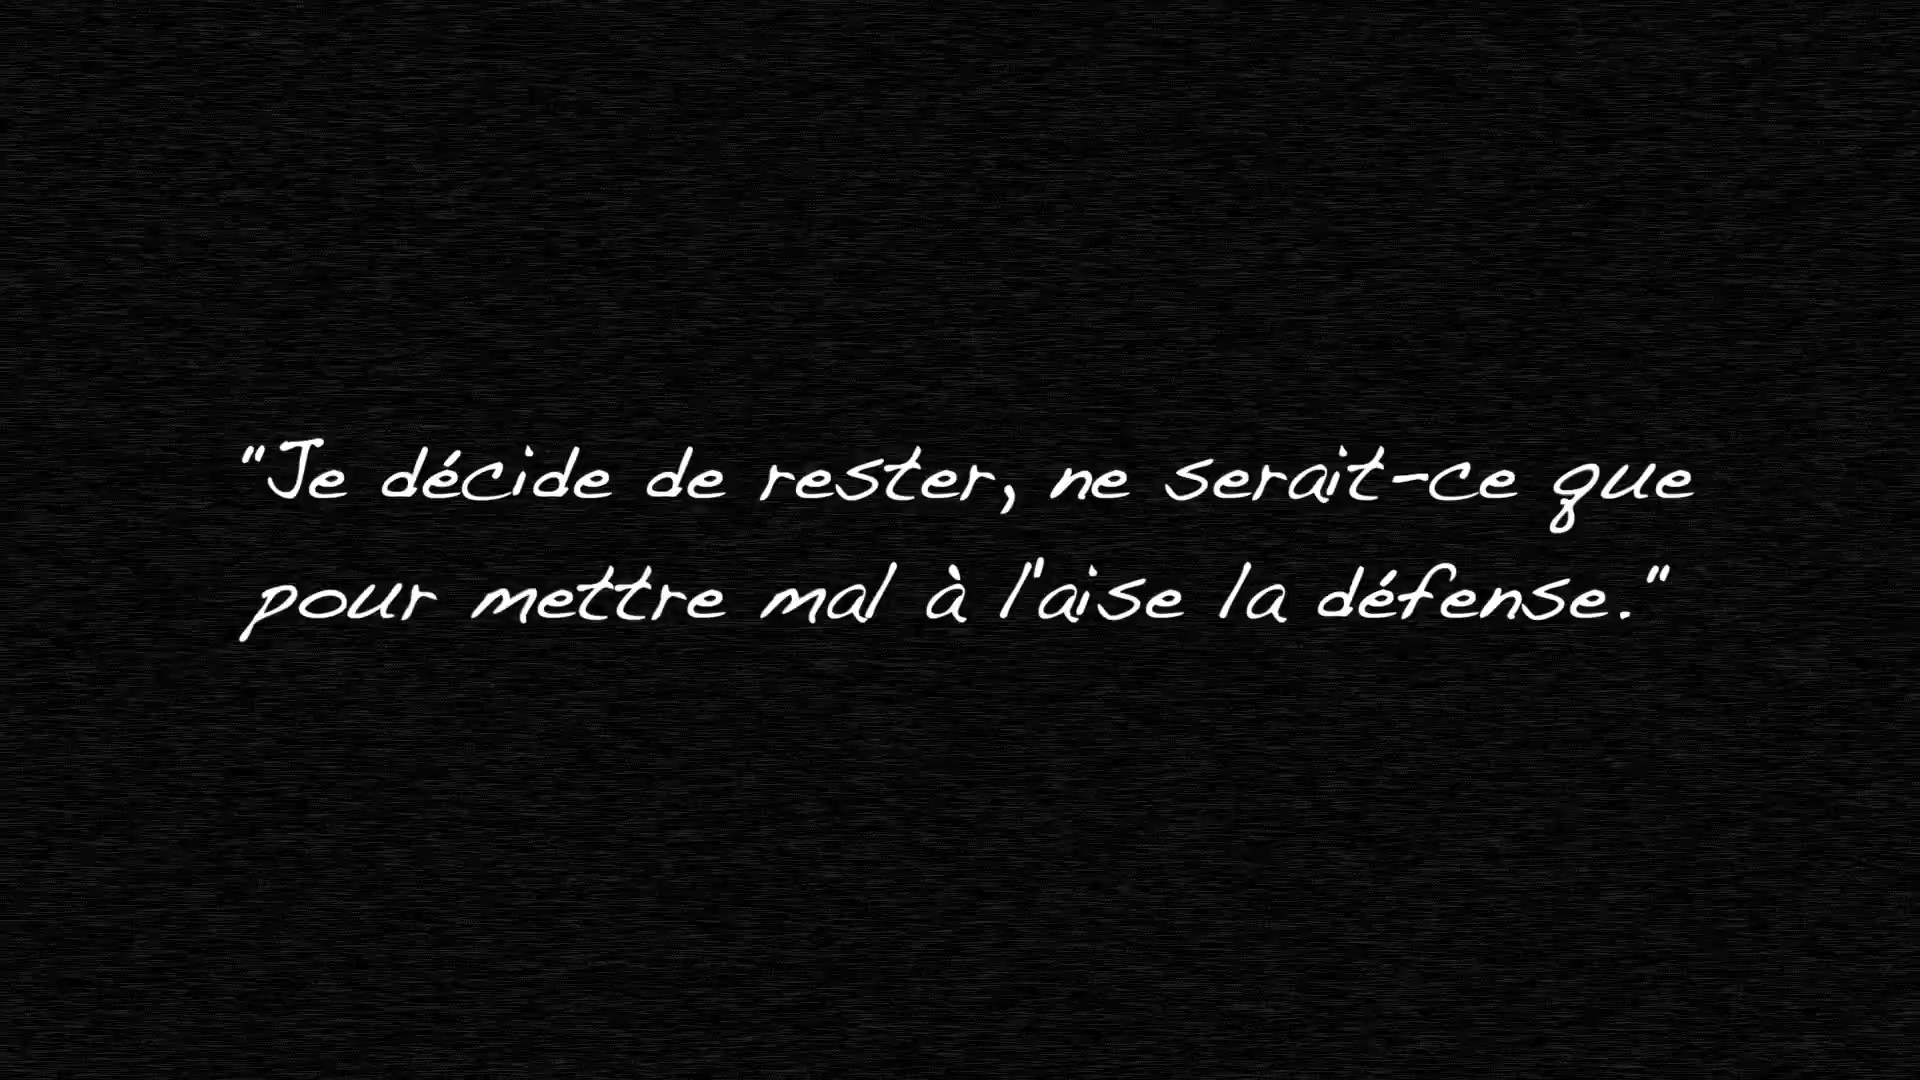 "Je décide de rester, ne serait-ce que
pour mettre mal à l'aise la défense."